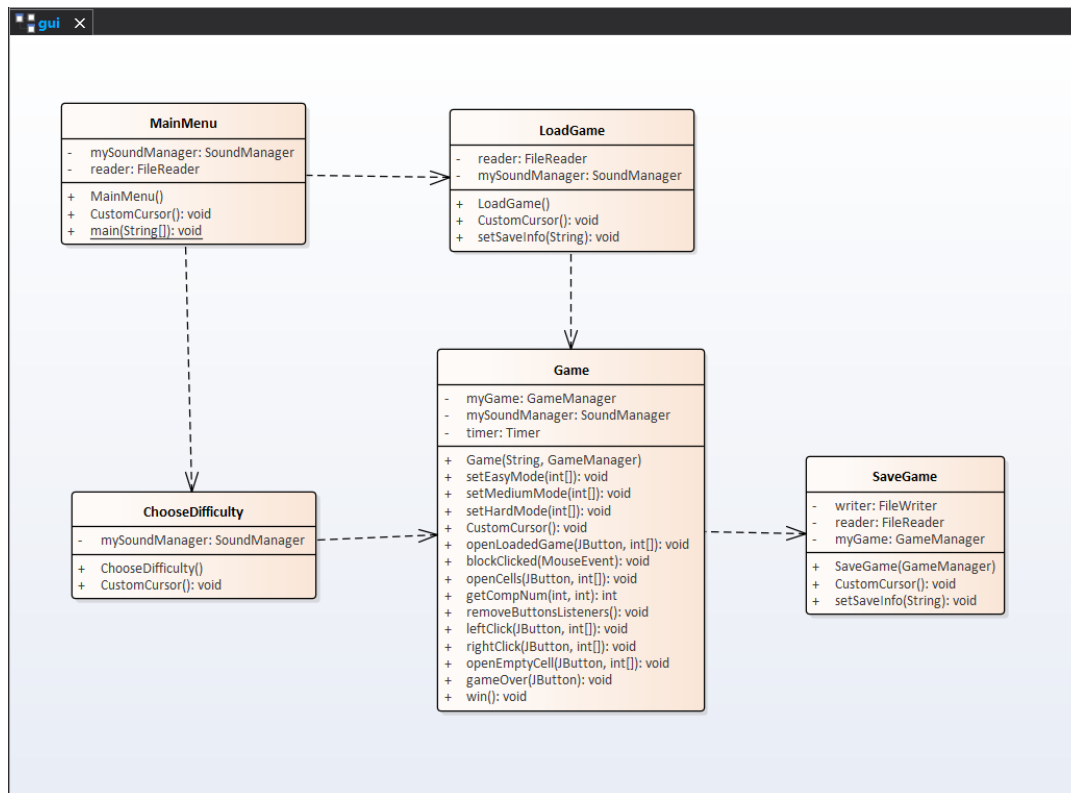 gui
MainMenu
- mySoundManager: SoundManager
- reader: FileReader
+ MainMenu()
+ CustomCursor(): void
+ main(String[]): void
LoadGame
- reader: FileReader
- mySoundManager: SoundManager
+ LoadGame()
+ CustomCursor(): void
+ setSaveInfo(String): void
ChooseDifficulty
- mySoundManager: SoundManager
+ ChooseDifficulty()
+ CustomCursor(): void
Game
- myGame: GameManager
- mySoundManager: SoundManager
- timer: Timer
+ Game(String, GameManager)
+ setEasyMode(int[]): void
+ setMediumMode(int[]): void
+ setHardMode(int[]): void
+ CustomCursor(): void
+ openLoadedGame(JButton, int[]): void
+ blockClicked(MouseEvent): void
+ openCells(JButton, int[]): void
+ getCompNum(int, int): int
+ removeButtonsListeners(): void
+ leftClick(JButton, int[]): void
+ rightClick(JButton, int[]): void
+ openEmptyCell(JButton, int[]): void
+ gameOver(JButton): void
+ win(): void
SaveGame
- writer: FileWriter
- reader: FileReader
- myGame: GameManager
+ SaveGame(GameManager)
+ CustomCursor(): void
+ setSaveInfo(String): void